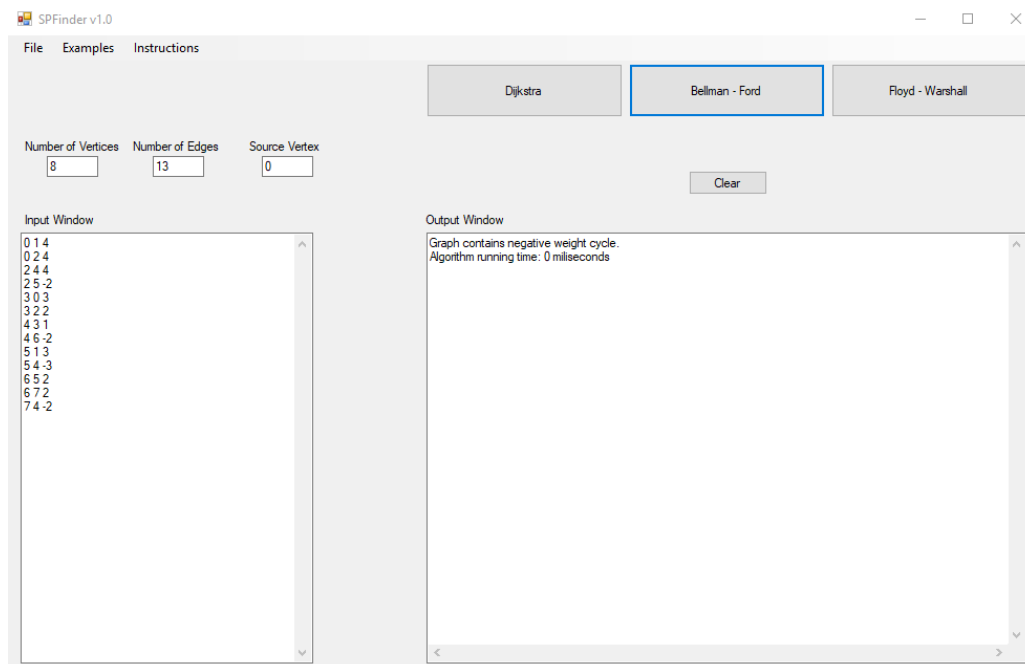 SPFinder v1.0
File Examples Instructions
Dijkstra Bellman - Ford Floyd - Warshall
Number of Vertices Number of Edges Source Vertex
8 13 0
Clear
Input Window Output Window
0 1 4
0 2 4
2 4 4
2 5 -2
3 0 3
3 2 2
4 3 1
4 6 -2
5 1 3
5 4 -3
6 5 2
6 7 2
7 4 -2
Graph contains negative weight cycle.
Algorithm running time: 0 miliseconds